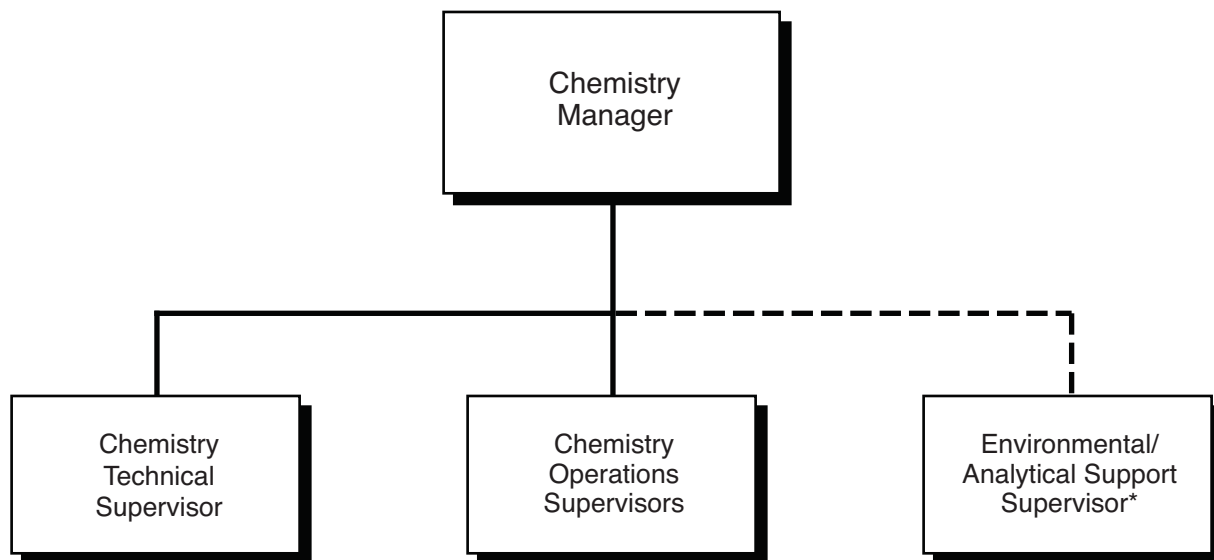 Chemistry
Manager
Chemistry
Technical
Supervisor
Chemistry
Operations
Supervisors
Environmental/
Analytical Support
Supervisor*